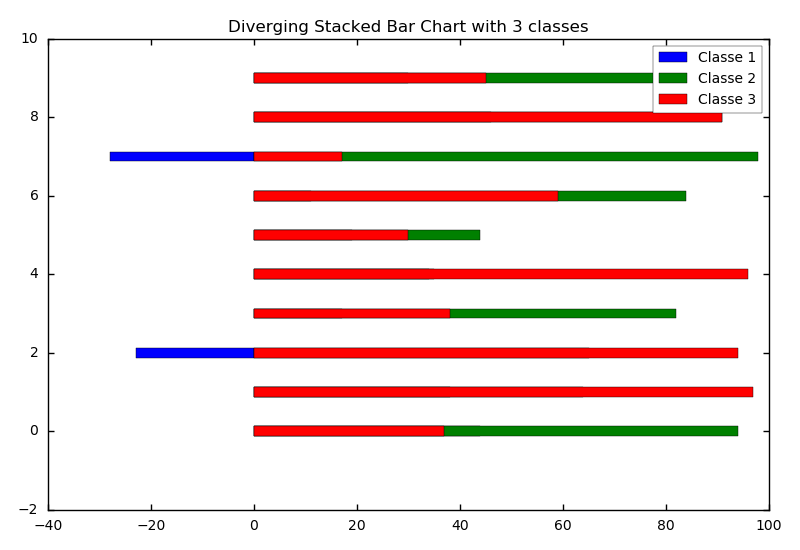 Diverging Stacked Bar Chart with 3 classes
10
8
6
4
2
0
−2
Classe 1
Classe 2
Classe 3
−40 −20 0 20 40 60 80 100